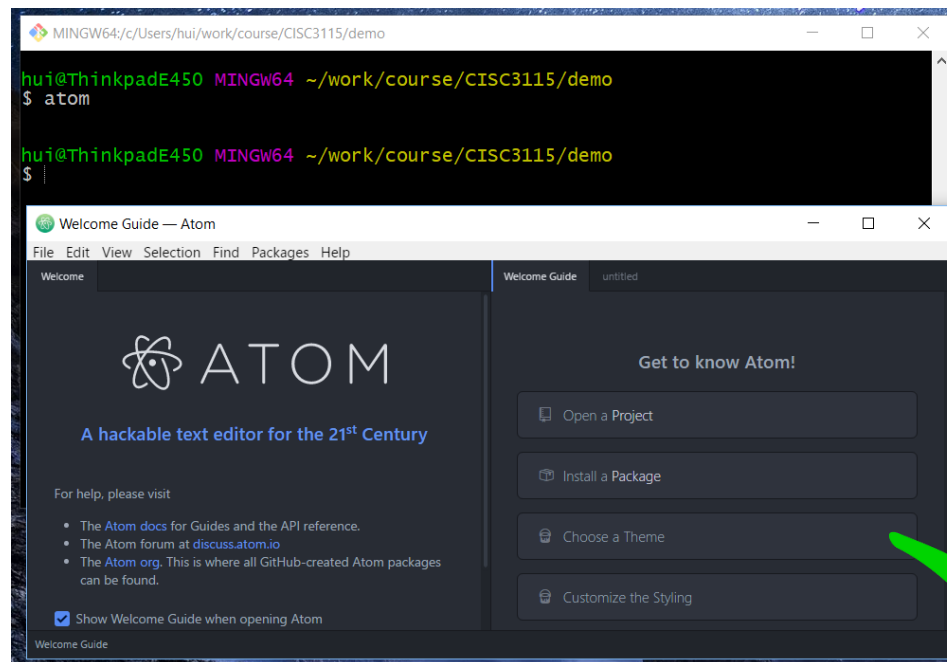 MINGW64:/c/Users/hui/work/course/CISC3115/demo
hui@ThinkpadE450 MINGW64 ~/work/course/CISC3115/demo
$ atom
hui@ThinkpadE450 MINGW64 ~/work/course/CISC3115/demo
$
Welcome Guide — Atom
File Edit View Selection Find Packages Help
Welcome
ATOM
A hackable text editor for the 21st Century
For help, please visit
• The Atom docs for Guides and the API reference.
• The Atom forum at discuss.atom.io
• The Atom org. This is where all GitHub-created Atom packages
can be found.
Show Welcome Guide when opening Atom
Welcome Guide untitled
Get to know Atom!
Open a Project
Install a Package
Choose a Theme
Customize the Styling
Welcome Guide